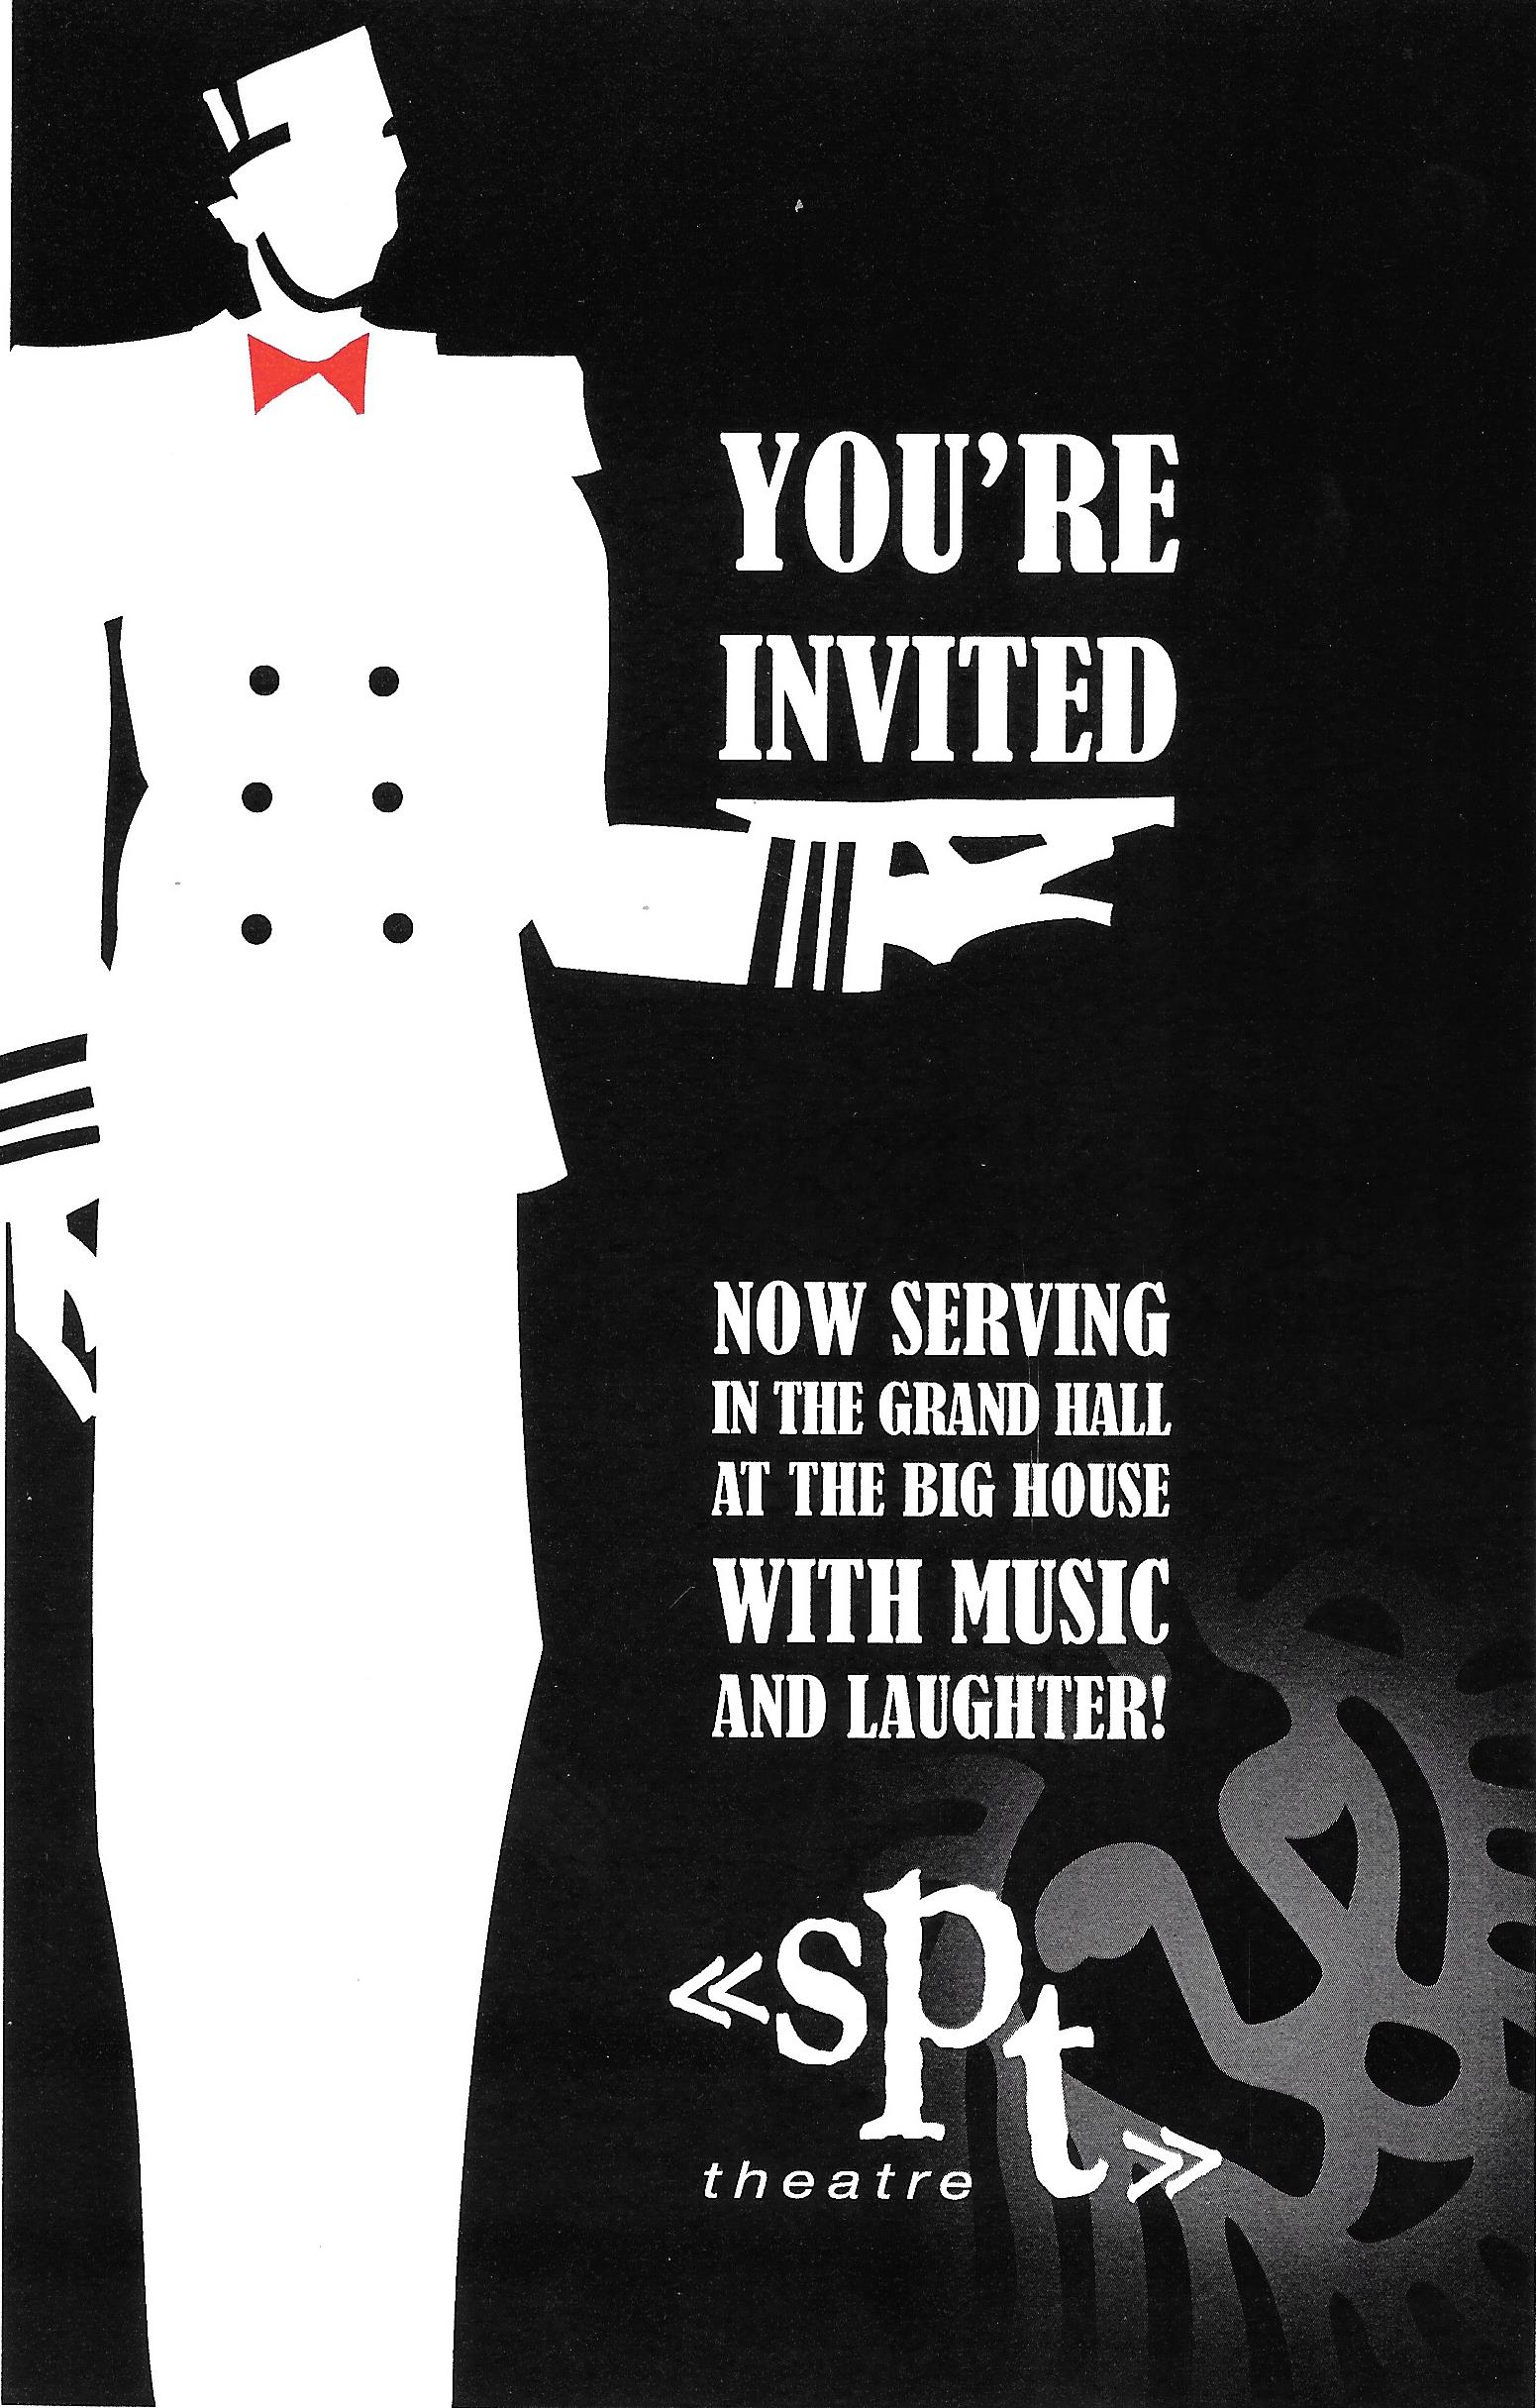 YOU'RE
INVITED
NOW SERVING
IN THE GRAND HALL
AT THE BIG HOUSE
WITH MUSIC
AND LAUGHTER!
«spt»
theatre